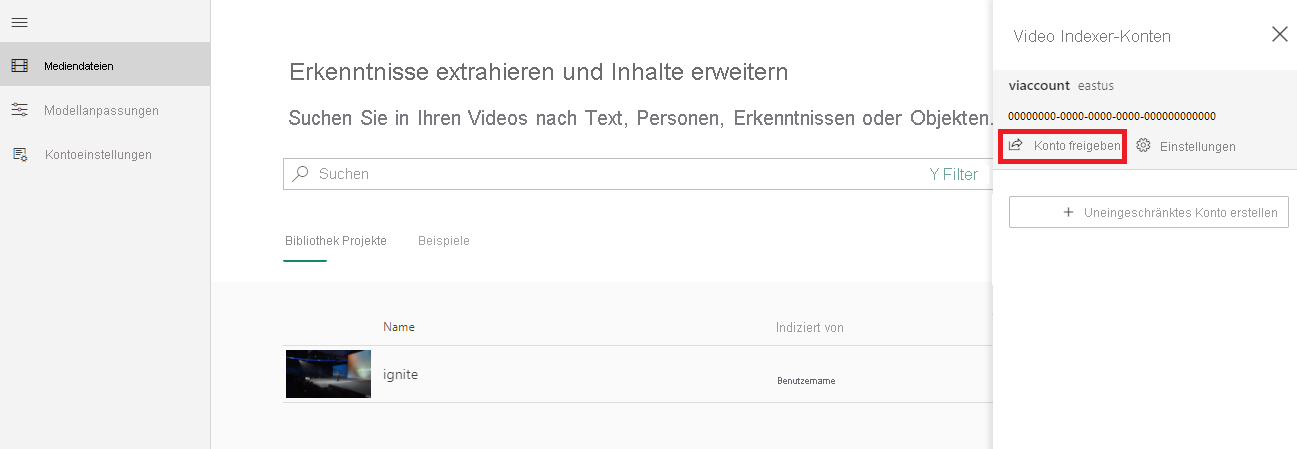 Mediendateien
Modellanpassungen
Kontoeinstellungen
Erkenntnisse extrahieren und Inhalte erweitern
Suchen Sie in Ihren Videos nach Text, Personen, Erkenntnissen oder Objekten.
Suchen
Y Filter
Bibliothek Projekte
Beispiele
Name
Indiziert von
ignite
Benutzername
Video Indexer-Konten
viaccount eastus
00000000-0000-0000-0000-000000000000
Konto freigeben
Einstellungen
+ Uneingeschränktes Konto erstellen